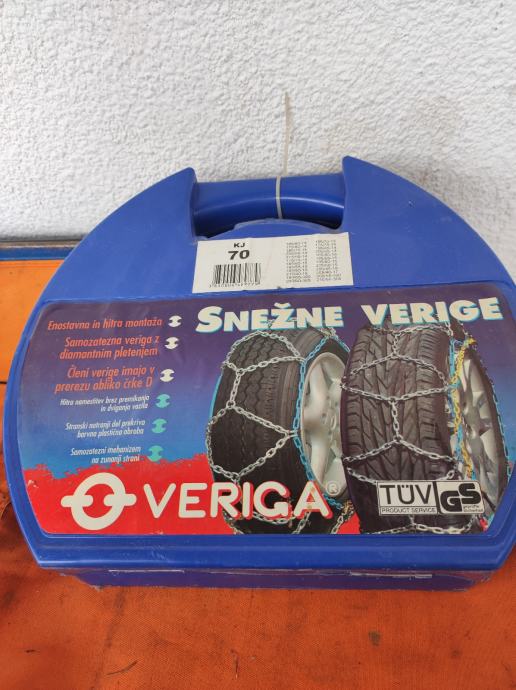 KJ
70
SNEŽNE VERIGE
Enostavna in hitra montaža
Samozatezna veriga z
diamantnim pletenjem
Členi verige imajo v
prerezu obliko črke D
Hitra namestitev brez premikanja
in dviganja vozila
Stranski notranji del prekriva
barvna plastična obroba
Samozatezni mehanizem
na zunanji strani
VERIGA®
TÜV
PRODUCT SERVICE
GS